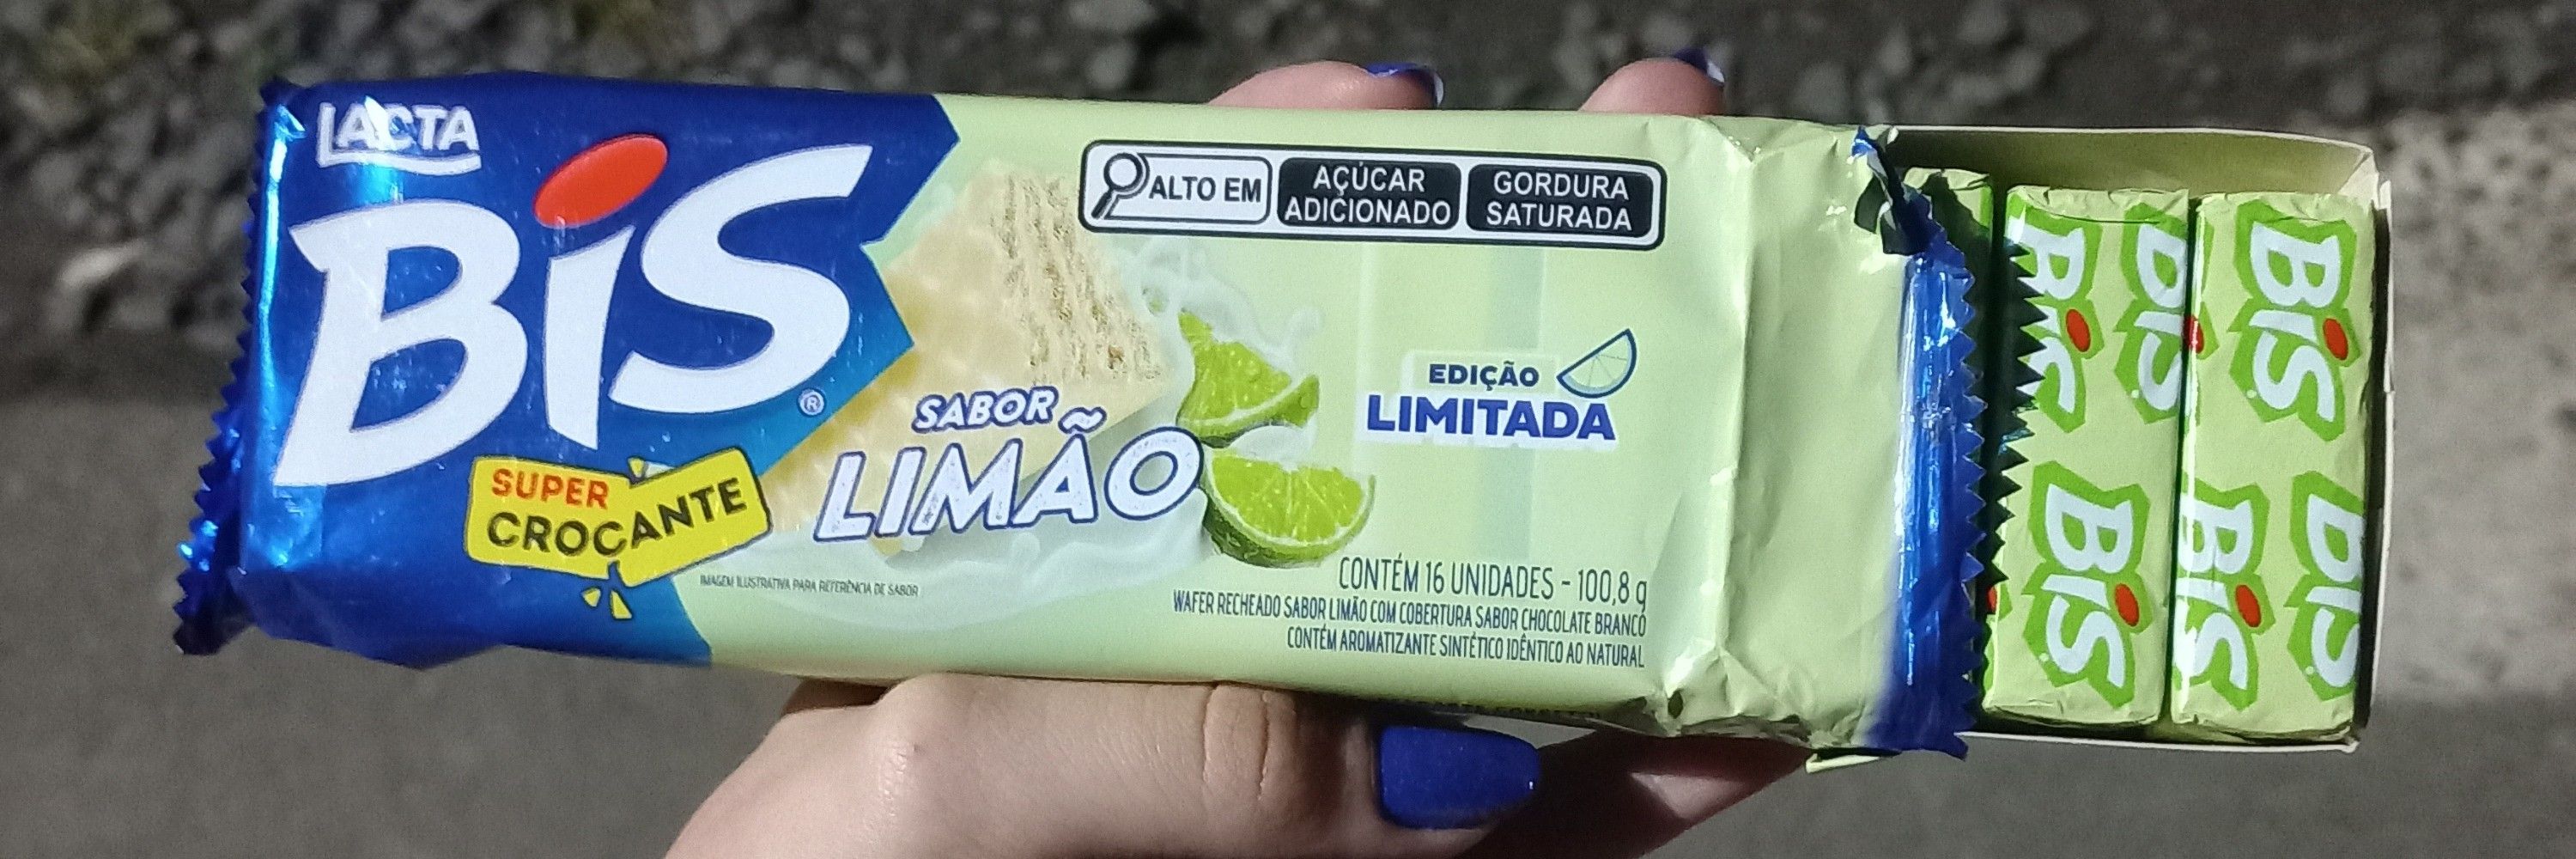 LACTA
BiS
®
SUPER
CROCANTE
SABOR
LIMÃO
IMAGEM ILUSTRATIVA PARA REFERÊNCIA DE SABOR
ALTO EM
AÇÚCAR
ADICIONADO
GORDURA
SATURADA
EDIÇÃO
LIMITADA
CONTÉM 16 UNIDADES - 100,8 g
WAFER RECHEADO SABOR LIMÃO COM COBERTURA SABOR CHOCOLATE BRANCO
CONTÉM AROMATIZANTE SINTÉTICO IDÊNTICO AO NATURAL
BiS
BiS
BiS
BiS
BiS
BiS